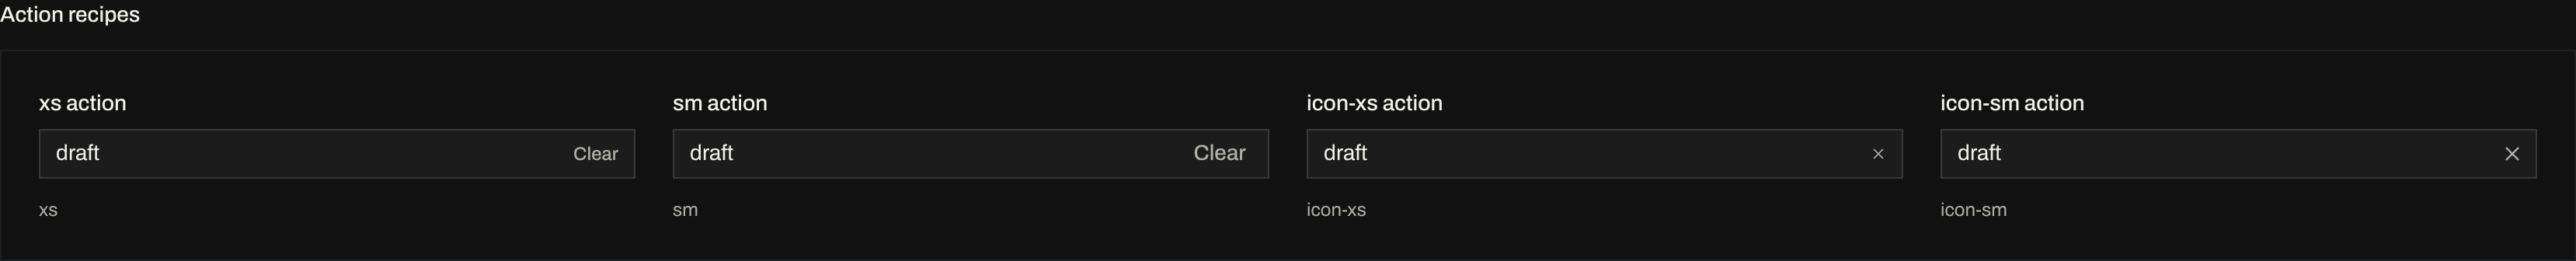 Action recipes
xs action
draft
Clear
xs
sm action
draft
Clear
sm
icon-xs action
draft
icon-xs
icon-sm action
draft
icon-sm